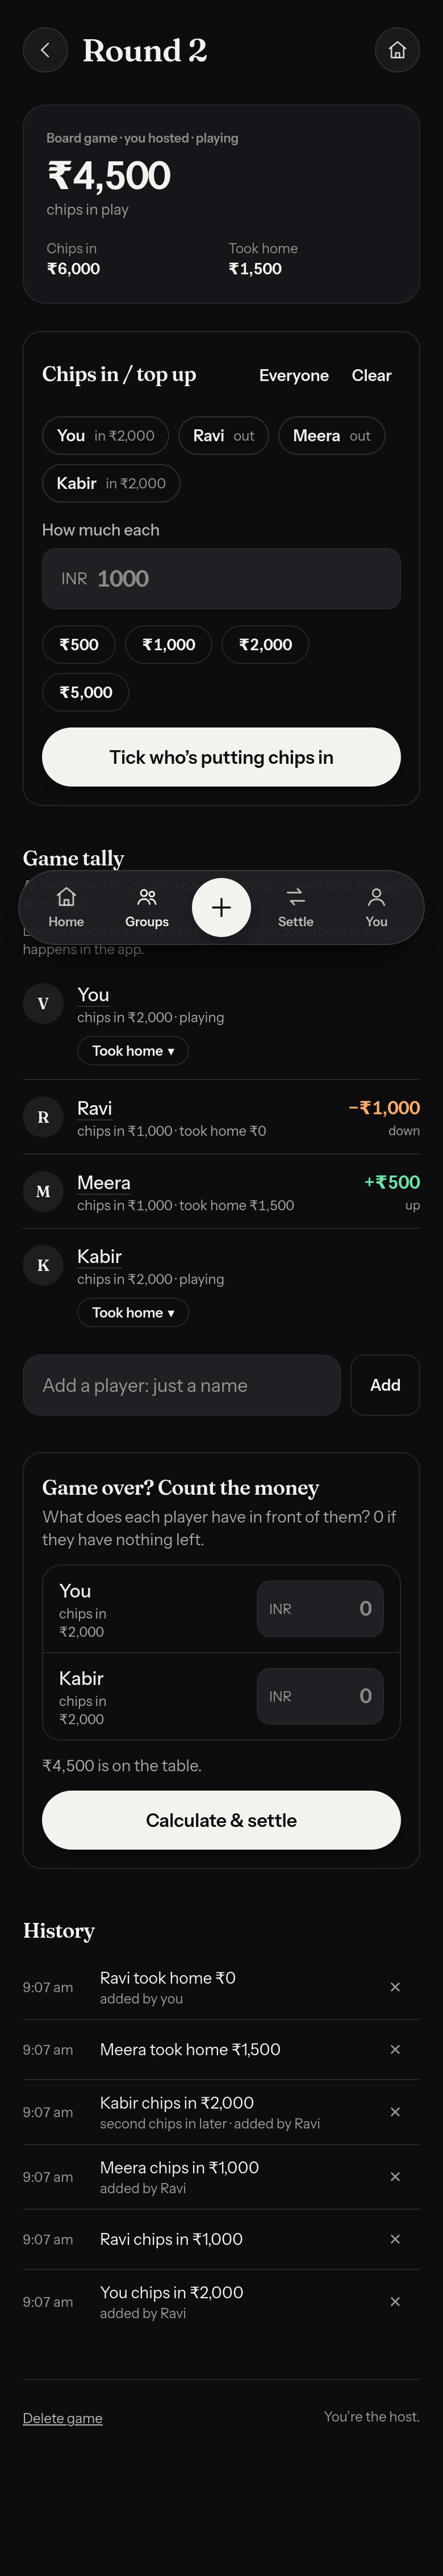 Round 2
Board game · you hosted · playing
₹4,500
chips in play
Chips in
Took home
₹6,000
₹1,500
Chips in / top up
Everyone
Clear
You in ₹2,000
Ravi out
Meera out
Kabir in ₹2,000
How much each
INR 1000
₹500
₹1,000
₹2,000
₹5,000
Tick who's putting chips in
Game tally
Home
Groups
Settle
You
happens in the app.
V
You
chips in ₹2,000 · playing
Took home ▾
R
Ravi
chips in ₹1,000 · took home ₹0
−₹1,000
down
M
Meera
chips in ₹1,000 · took home ₹1,500
+₹500
up
K
Kabir
chips in ₹2,000 · playing
Took home ▾
Add a player: just a name
Add
Game over? Count the money
What does each player have in front of them? 0 if
they have nothing left.
You
chips in
₹2,000
INR 0
Kabir
chips in
₹2,000
INR 0
₹4,500 is on the table.
Calculate & settle
History
9:07 am
Ravi took home ₹0
added by you
9:07 am
Meera took home ₹1,500
9:07 am
Kabir chips in ₹2,000
second chips in later · added by Ravi
9:07 am
Meera chips in ₹1,000
added by Ravi
9:07 am
Ravi chips in ₹1,000
9:07 am
You chips in ₹2,000
added by Ravi
Delete game
You're the host.